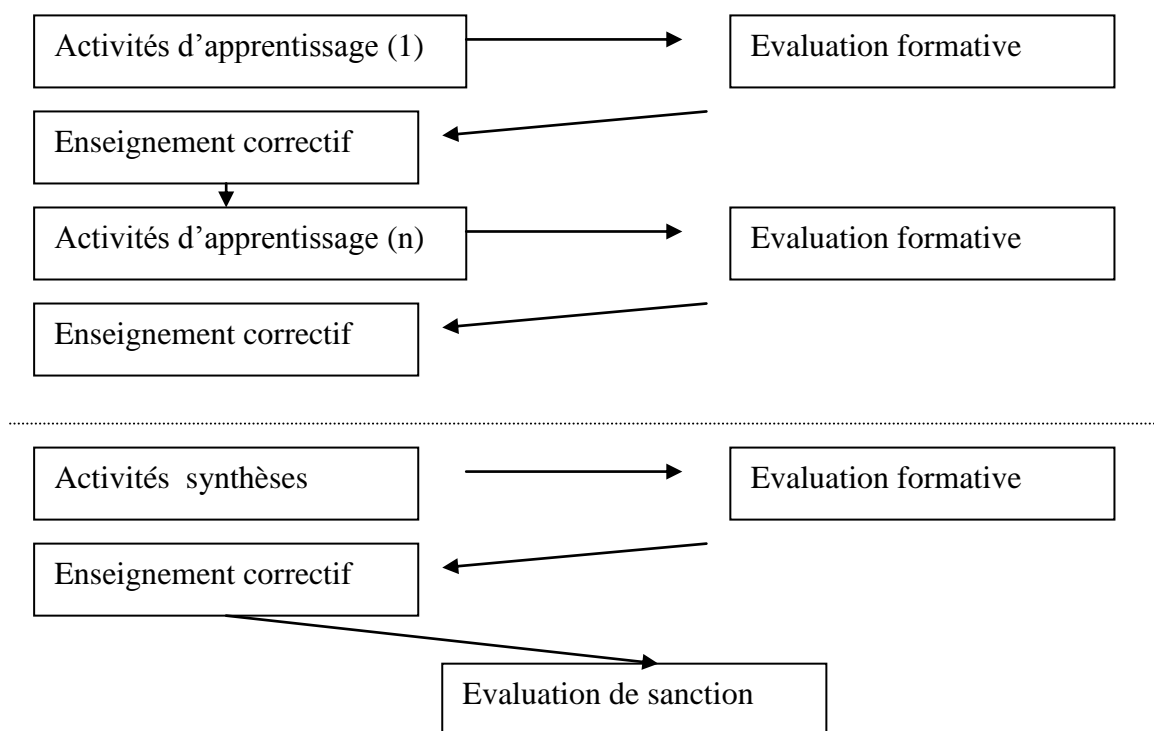 Activités d’apprentissage (1)
Evaluation formative
Enseignement correctif
Activités d’apprentissage (n)
Evaluation formative
Enseignement correctif
Activités  synthèses
Evaluation formative
Enseignement correctif
Evaluation de sanction